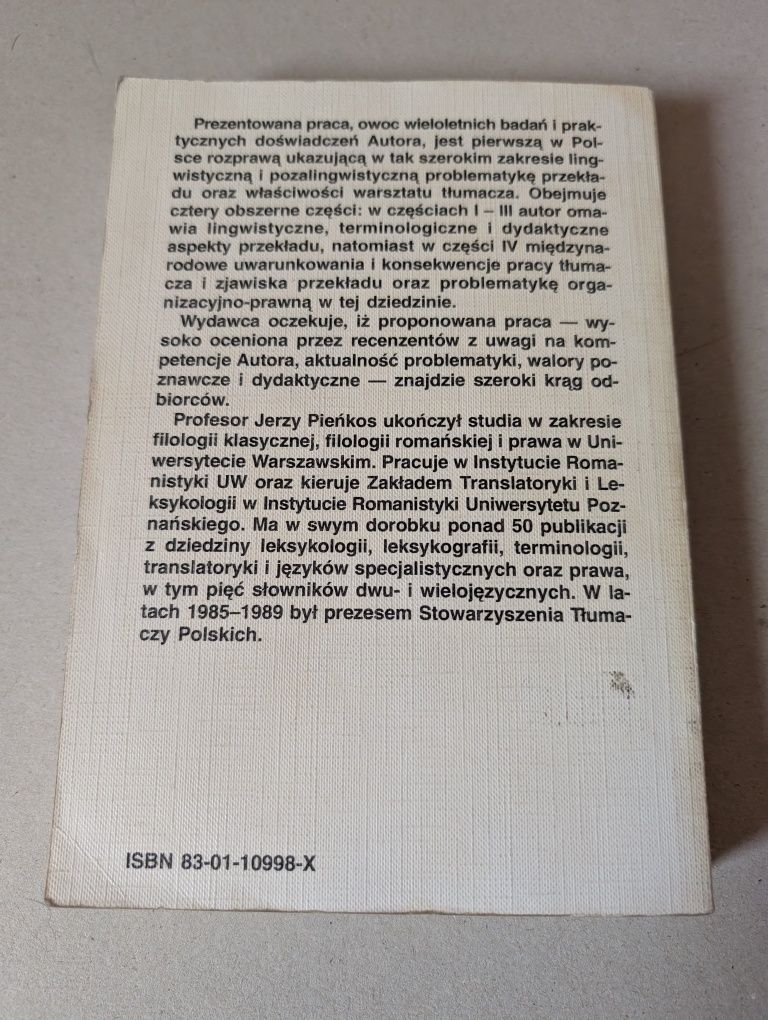 Prezentowana praca, owoc wieloletnich badań i prak-
tycznych doświadczeń Autora, jest pierwszą w Pol-
sce rozprawą ukazującą w tak szerokim zakresie ling-
wistyczną i pozalingwistyczną problematykę przekła-
du oraz właściwości warsztatu tłumacza. Obejmuje
cztery obszerne części: w częściach I – III autor oma-
wia lingwistyczne, terminologiczne i dydaktyczne
aspekty przekładu, natomiast w części IV międzyna-
rodowe uwarunkowania i konsekwencje pracy tłuma-
cza i zjawiska przekładu oraz problematykę orga-
nizacyjno-prawną w tej dziedzinie.
Wydawca oczekuje, iż proponowana praca — wy-
soko oceniona przez recenzentów z uwagi na kom-
petencje Autora, aktualność problematyki, walory po-
znawcze i dydaktyczne — znajdzie szeroki krąg od-
biorców.
Profesor Jerzy Pieńkos ukończył studia w zakresie
filologii klasycznej, filologii romańskiej i prawa w Uni-
wersytecie Warszawskim. Pracuje w Instytucie Roma-
nistyki UW oraz kieruje Zakładem Translatoryki i Le-
ksykologii w Instytucie Romanistyki Uniwersytetu Poz-
nańskiego. Ma w swym dorobku ponad 50 publikacji
z dziedziny leksykologii, leksykografii, terminologii,
translatoryki i języków specjalistycznych oraz prawa,
w tym pięć słowników dwu- i wielojęzycznych. W la-
tach 1985–1989 był prezesem Stowarzyszenia Tłuma-
czy Polskich.
ISBN 83-01-10998-X